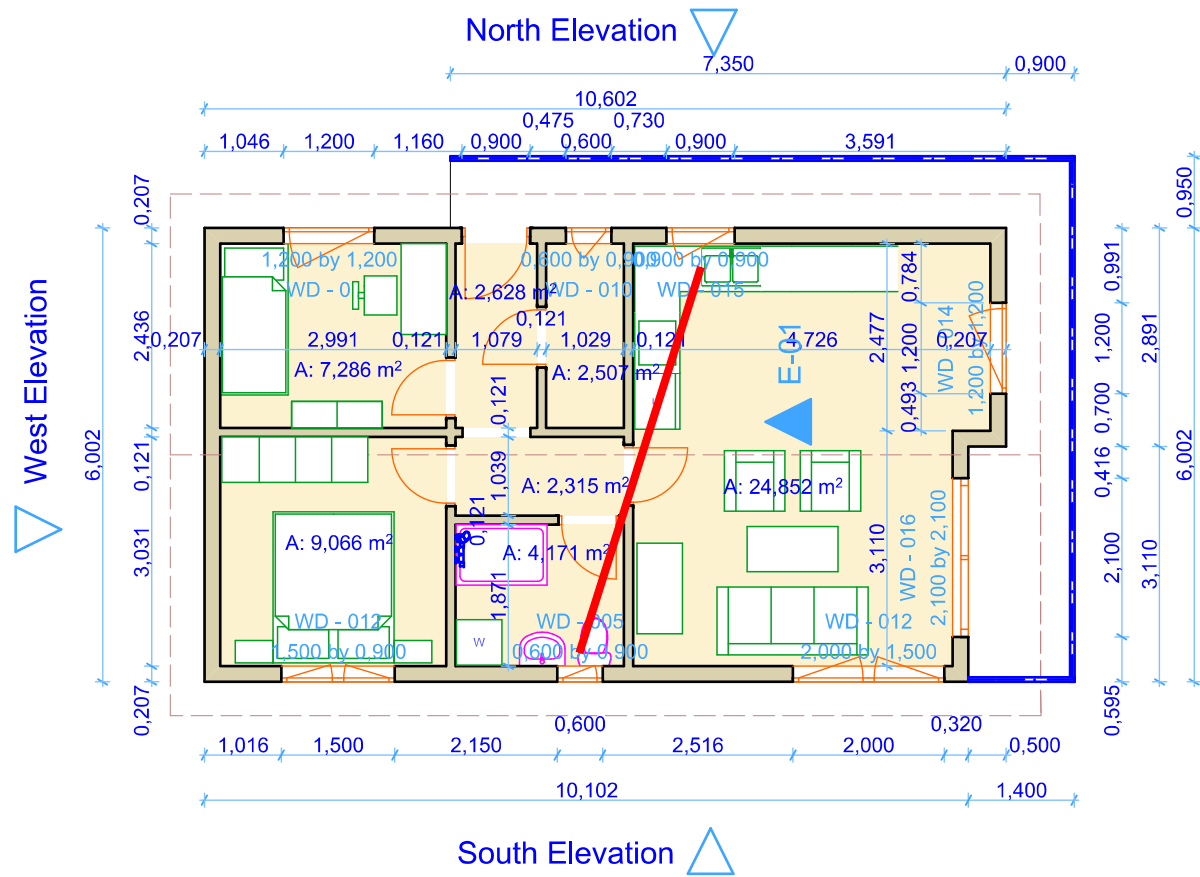 North Elevation
7,350
0,900
10,602
0,475
0,730
1,046
1,200
1,160
0,900
0,600
0,900
3,591
0,207
0,950
1,200 by 1,200
0,600 by 0,900
0,900 by 0,900
WD - 0
A: 2,628 m²
WD - 010
WD - 015
0,784
0,991
0,121
WD - 014
1,200 by 1,200
West Elevation
2,436
0,207
2,991
0,121
1,079
1,029
0,121
4,726
2,477
1,200
0,207
1,200
2,891
E-01
A: 7,286 m²
A: 2,507 m²
0,121
0,493
0,700
6,002
0,121
1,039
0,416
6,002
A: 2,315 m²
A: 24,852 m²
0,121
A: 9,066 m²
A: 4,171 m²
3,031
3,110
WD - 016
2,100 by 2,100
2,100
3,110
1,871
WD - 012
WD - 005
WD - 012
W
1,500 by 0,900
0,600 by 0,900
2,000 by 1,500
0,207
0,595
0,600
0,320
1,016
1,500
2,150
2,516
2,000
0,500
10,102
1,400
South Elevation